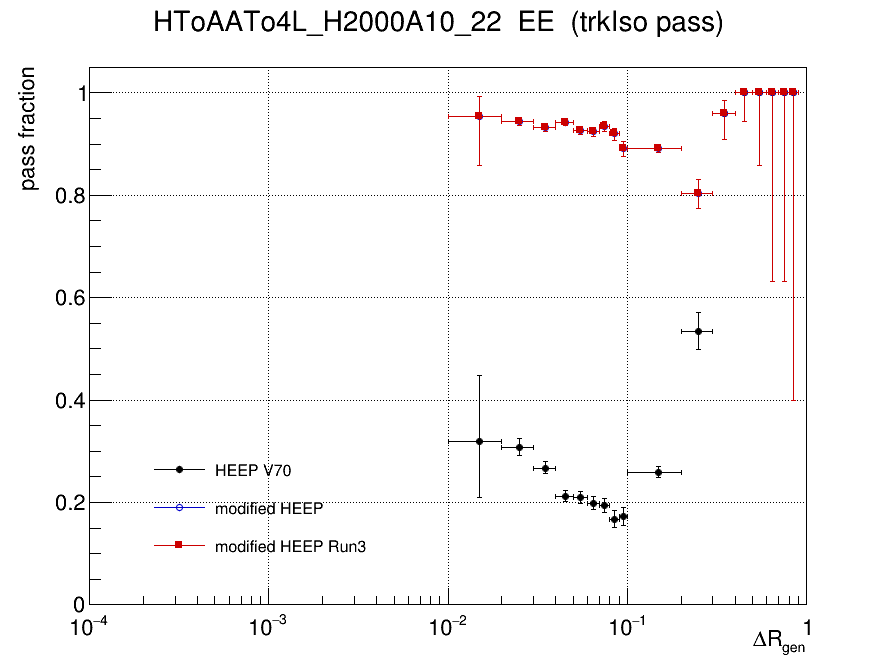 HToAATo4L_H2000A10_22 EE (trkIso pass)
pass fraction
1
0.8
0.6
0.4
0.2
0
HEEP V70
modified HEEP
modified HEEP Run3
10⁻⁴
10⁻³
10⁻²
10⁻¹
1
ΔR_gen